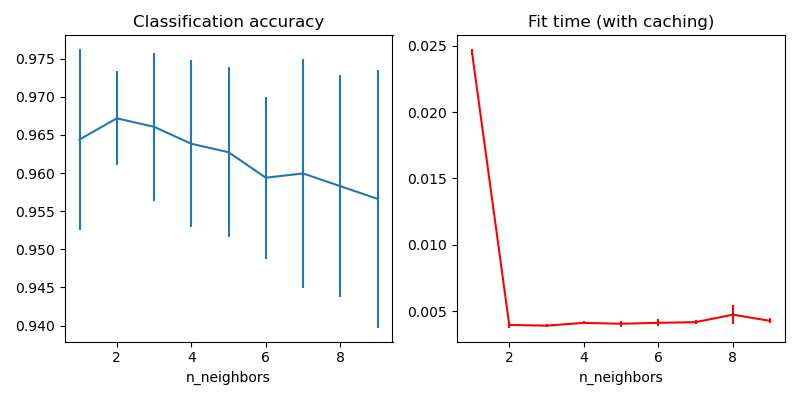 Classification accuracy
0.975
0.970
0.965
0.960
0.955
0.950
0.945
0.940
2 4 6 8
n_neighbors
Fit time (with caching)
0.025
0.020
0.015
0.010
0.005
2 4 6 8
n_neighbors